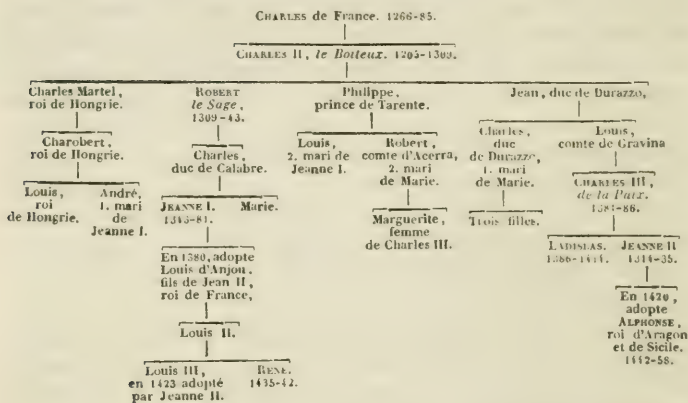 CHARLES de France. 1266-85.
CHARLES II, le Boiteux. 1285-1309.
Charles Martel,
roi de Hongrie.
ROBERT
le Sage,
1309-43.
Philippe,
prince de Tarente.
Jean, duc de Durazzo,
Charobert,
roi de Hongrie.
Charles,
duc de Calabre.
Louis,
2. mari de
Jeanne I.
Robert,
comte d'Acerra,
2. mari
de Marie.
Charles,
duc
de Durazzo,
1. mari
de Marie.
Louis,
comte de Gravina
Louis,
roi
de Hongrie.
André,
1. mari
de
Jeanne I.
JEANNE I.
1343-81.
Marie.
Marguerite,
femme
de Charles III.
Trois filles.
CHARLES III,
de la Paix.
1381-86.
En 1380, adopte
Louis d'Anjou,
fils de Jean II,
roi de France,
LADISLAS.
1386-1414.
JEANNE II
1314-35.
Louis II.
En 1420,
adopte
ALPHONSE,
roi d'Aragon
et de Sicile.
1442-58.
Louis III,
en 1423 adopté
par Jeanne II.
RENÉ.
1435-42.